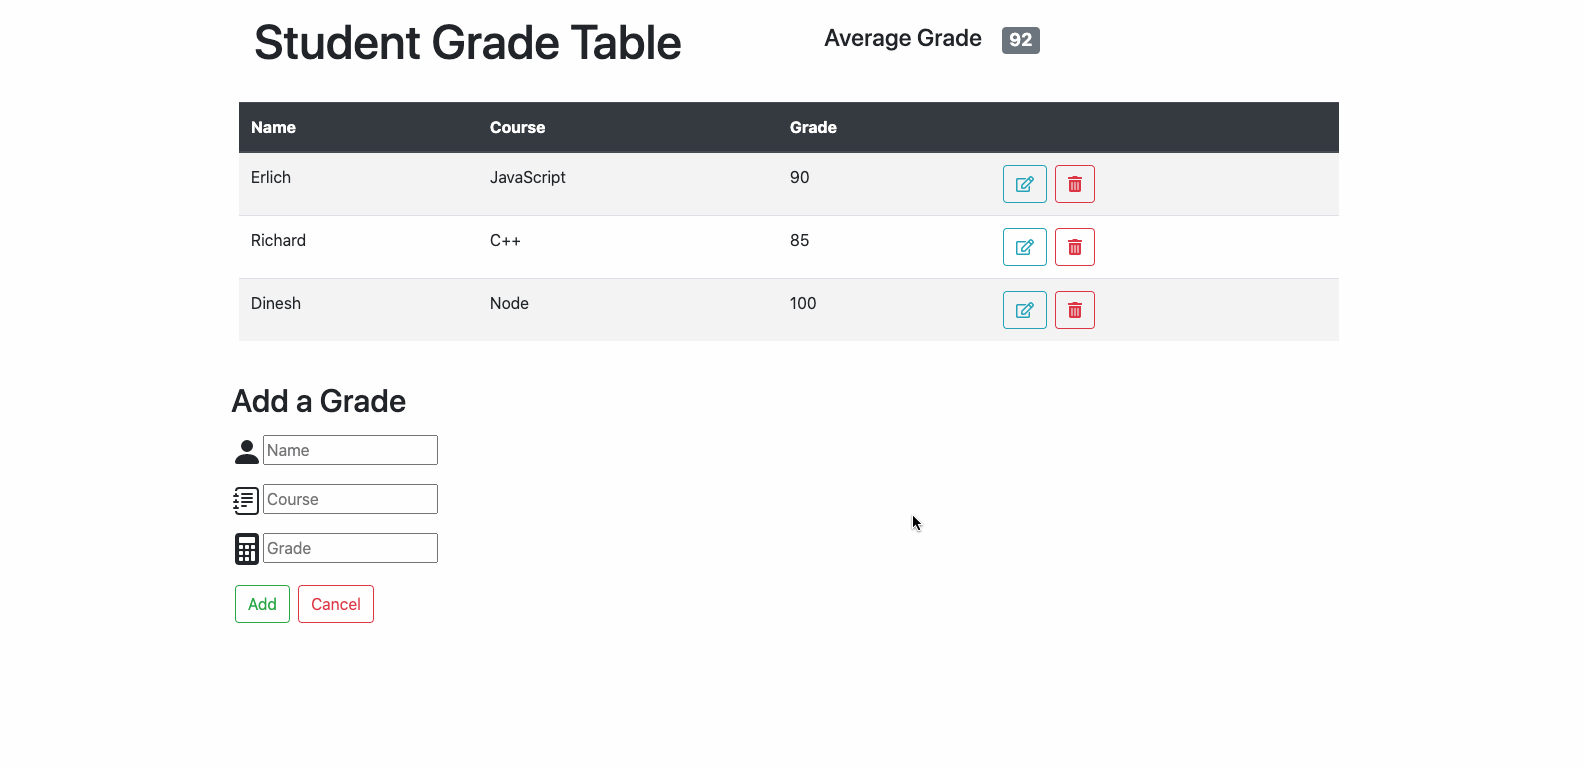 Student Grade Table
Average Grade 92
Name Course Grade
Erlich JavaScript 90
Richard C++ 85
Dinesh Node 100
Add a Grade
Name
Course
Grade
Add Cancel